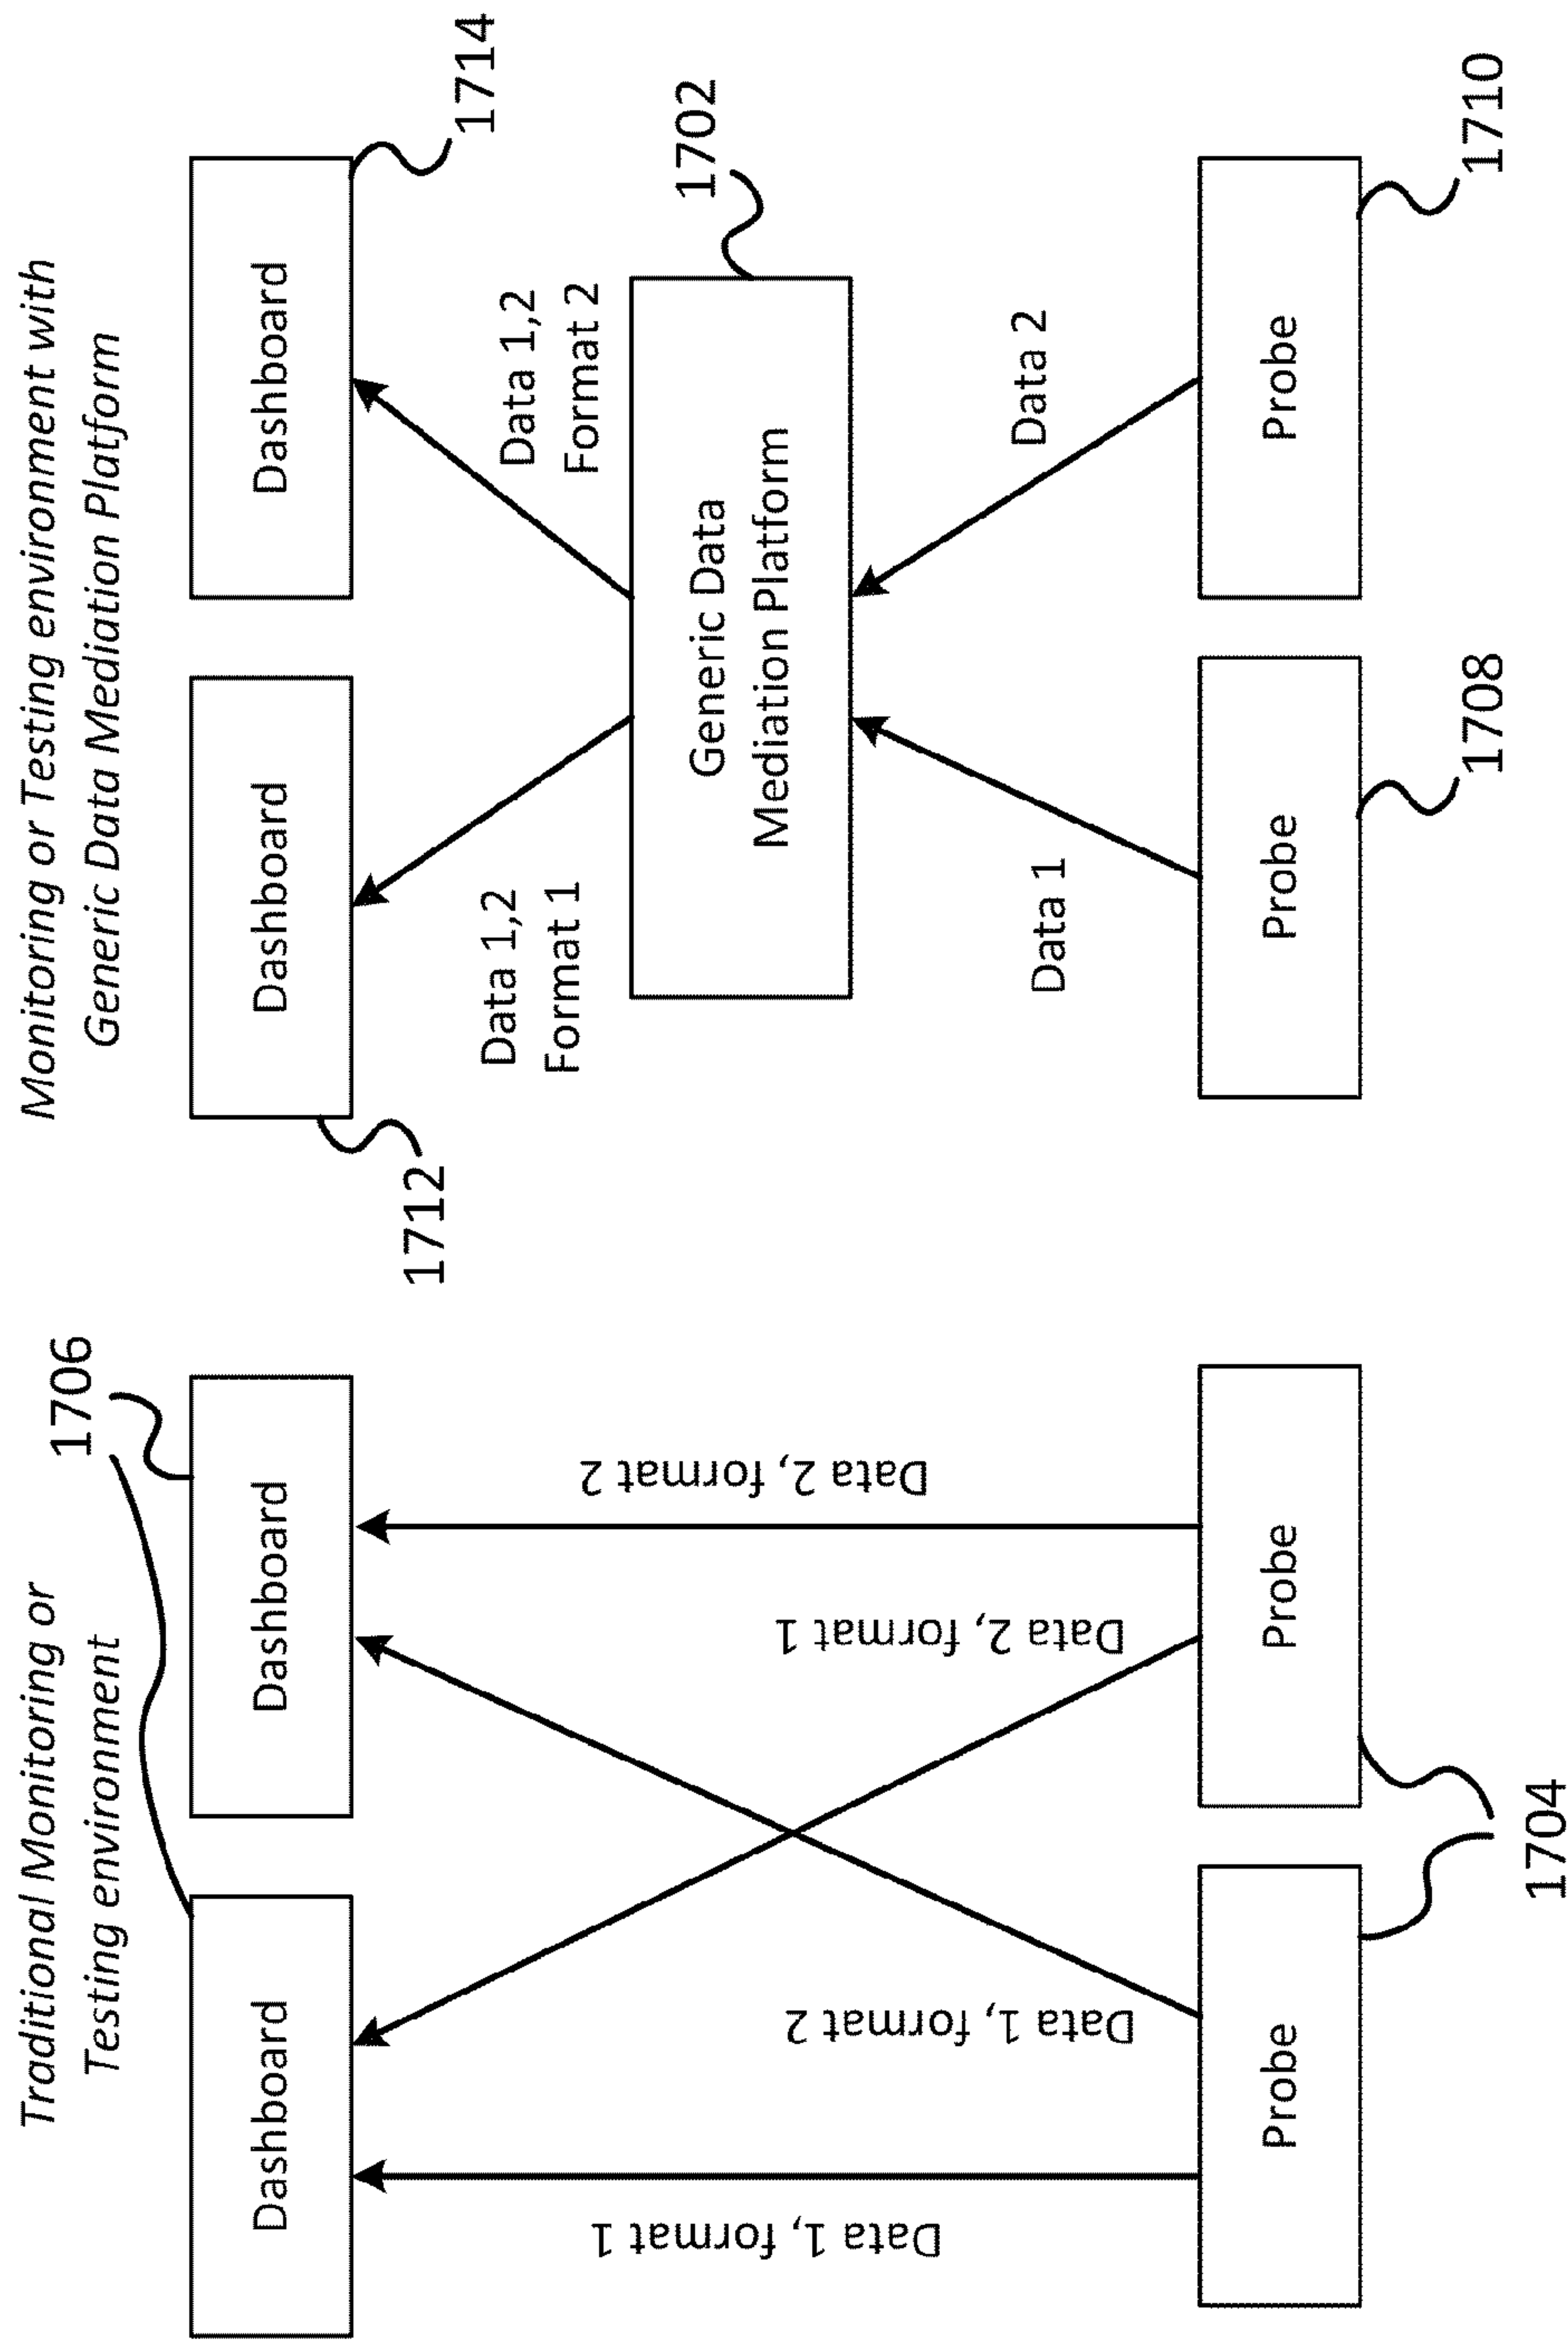 Traditional Monitoring or
Testing environment
1706
Dashboard
Dashboard
Data 1, format 1
Data 1, format 2
Data 2, format 1
Data 2, format 2
Probe
Probe
1704
Monitoring or Testing environment with
Generic Data Mediation Platform
Dashboard
Dashboard
1712
1714
Data 1,2
Format 1
Data 1,2
Format 2
1702
Generic Data
Mediation Platform
Data 1
Data 2
Probe
Probe
1708
1710